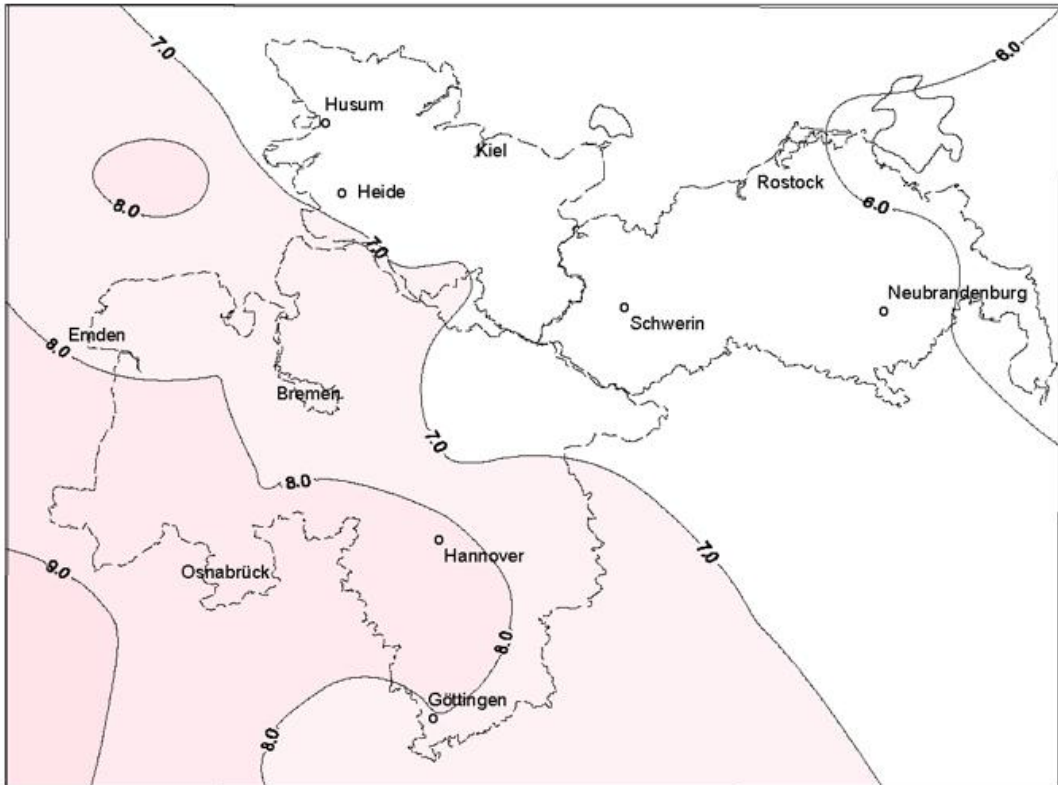 7.0
6.0
Husum
Kiel
Heide
Rostock
8.0
6.0
7.0
Neubrandenburg
Schwerin
Emden
8.0
Bremen
7.0
8.0
Hannover
7.0
9.0
Osnabrück
8.0
Göttingen
8.0